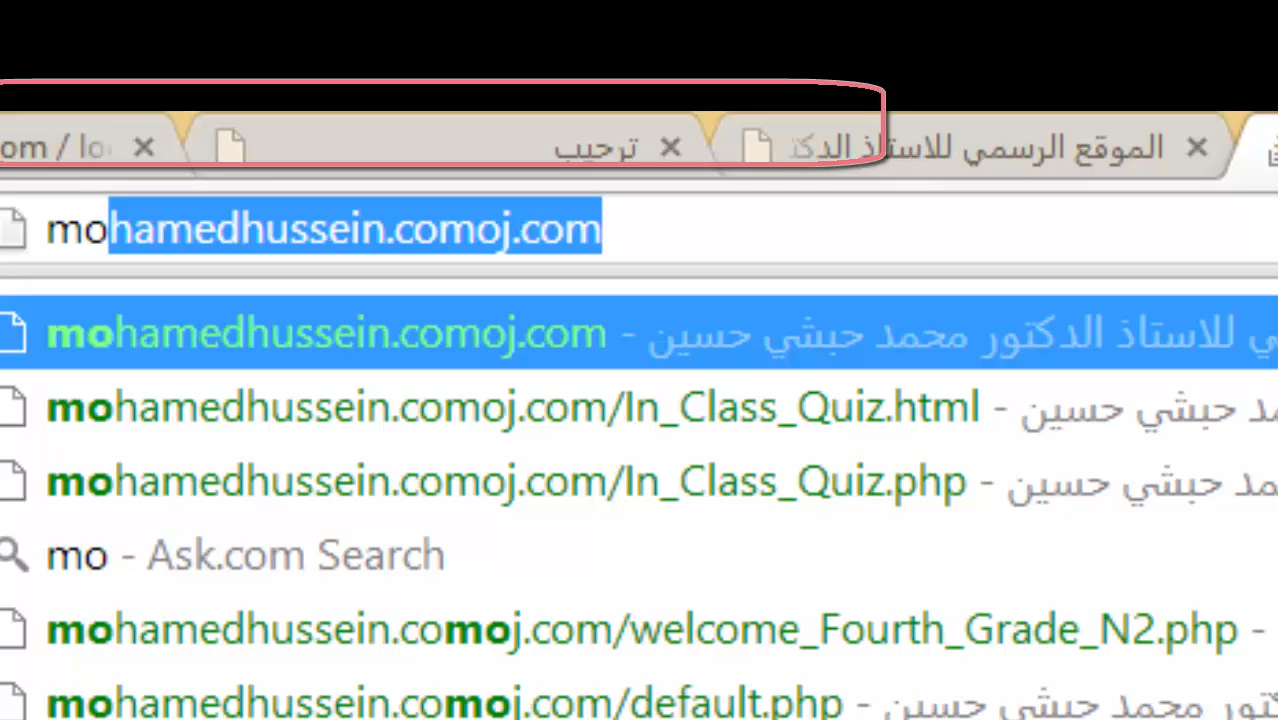 om / lo
ترحيب
الموقع الرسمي للاستاذ الدكت
mohamedhussein.comoj.com
mohamedhussein.comoj.com - ي للاستاذ الدكتور محمد حبشي حسين
mohamedhussein.comoj.com/In_Class_Quiz.html - مد حبشي حسين
mohamedhussein.comoj.com/In_Class_Quiz.php - مد حبشي حسين
mo - Ask.com Search
mohamedhussein.comoj.com/welcome_Fourth_Grade_N2.php -
mohamedhussein.comoj.com/default.php - تور محمد حبشي حسين